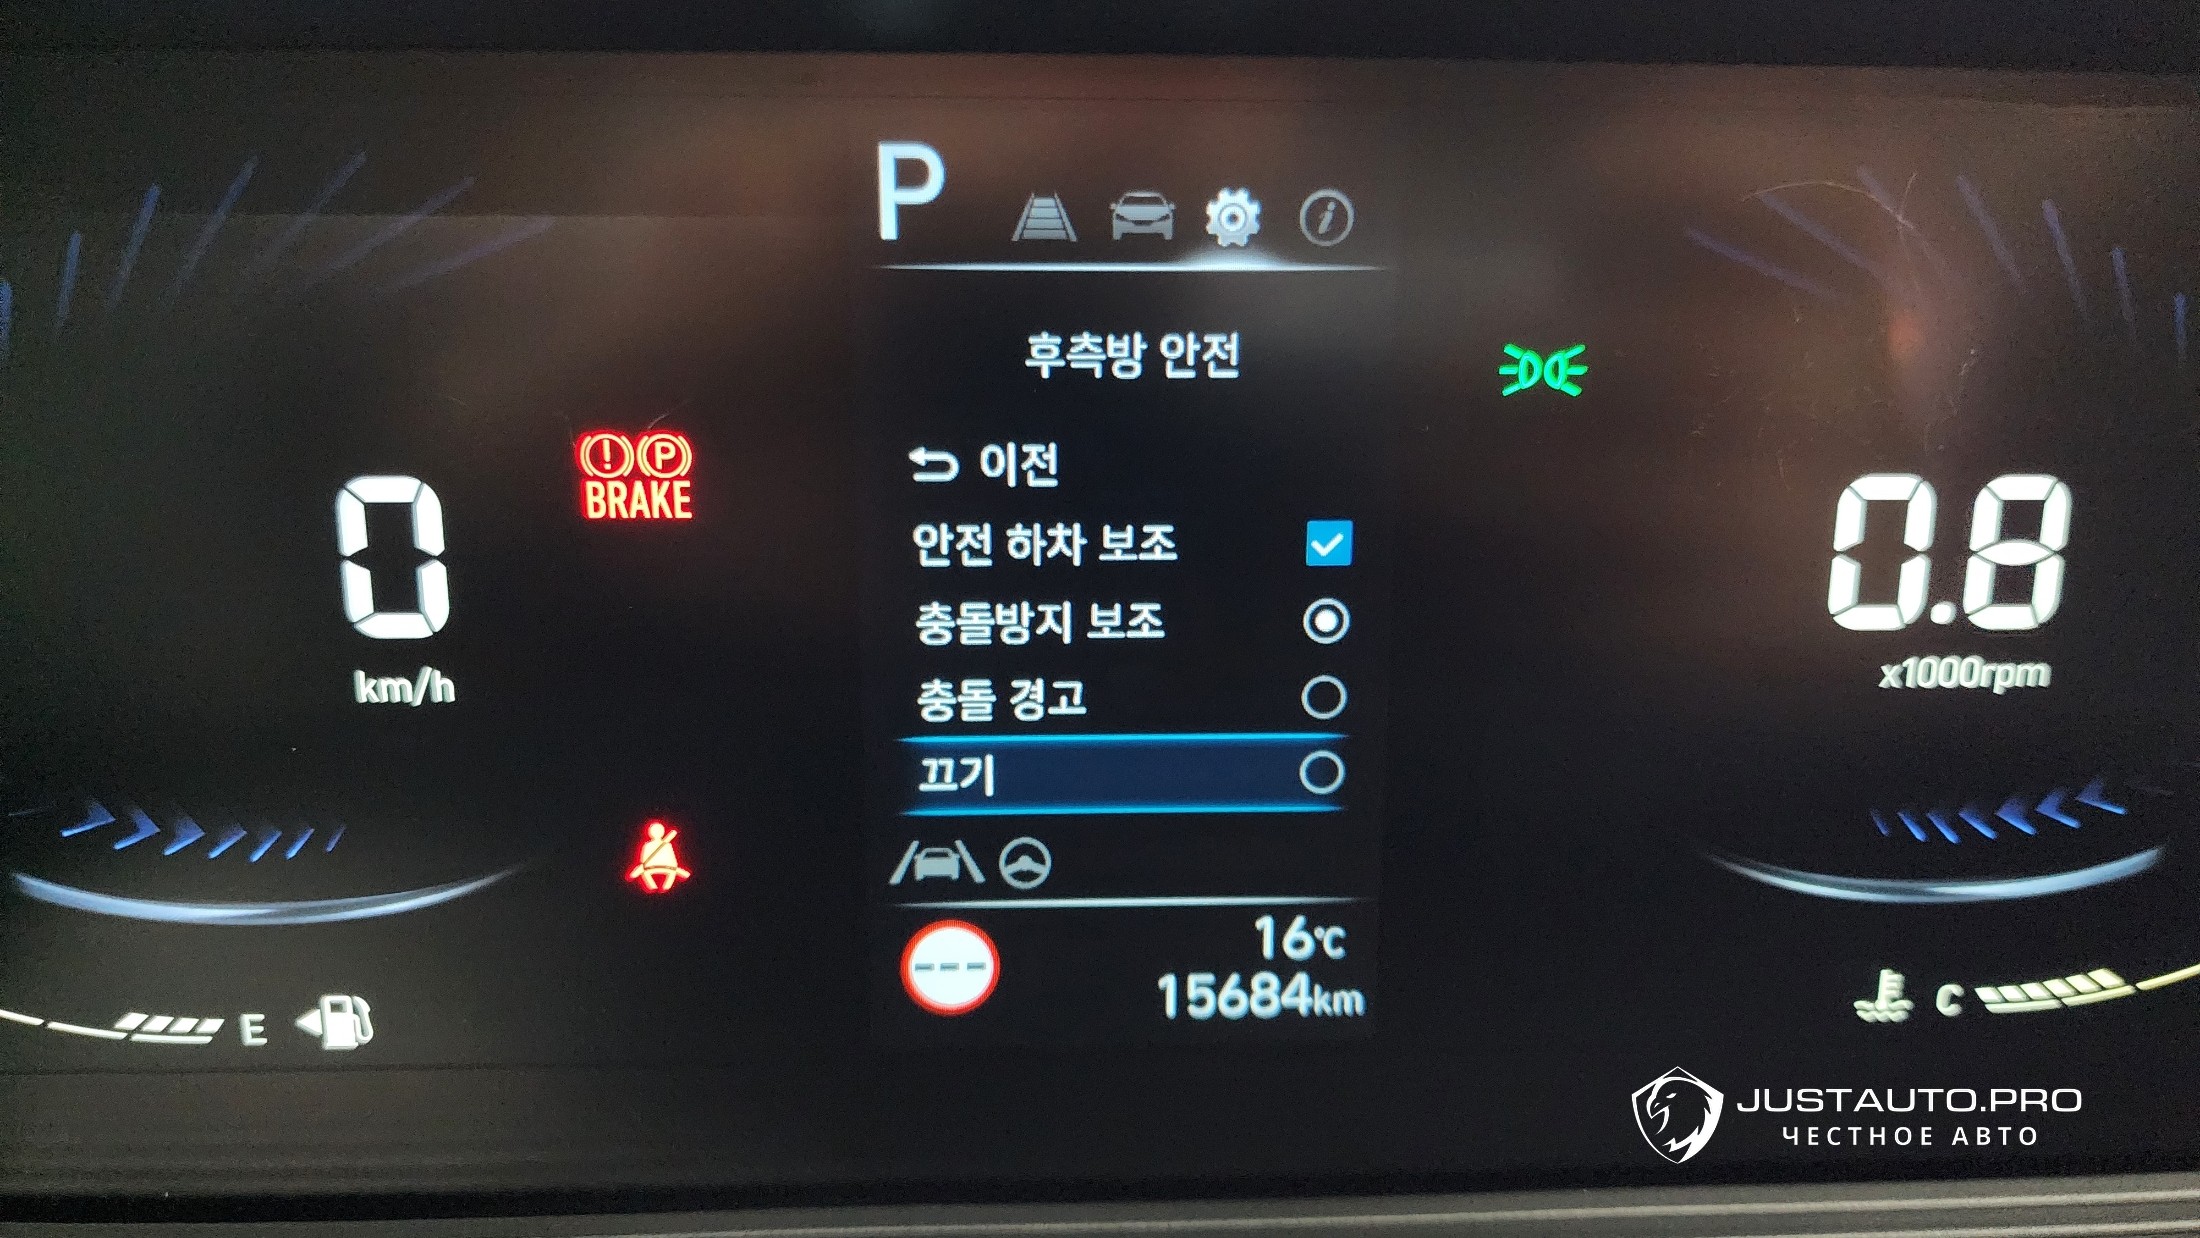 P
후측방 안전
이전
안전 하차 보조
충돌방지 보조
충돌 경고
끄기
BRAKE
0
km/h
0.8
x1000rpm
---
16℃
15684km
E
C
JUSTAUTO.PRO
ЧЕСТНОЕ АВТО